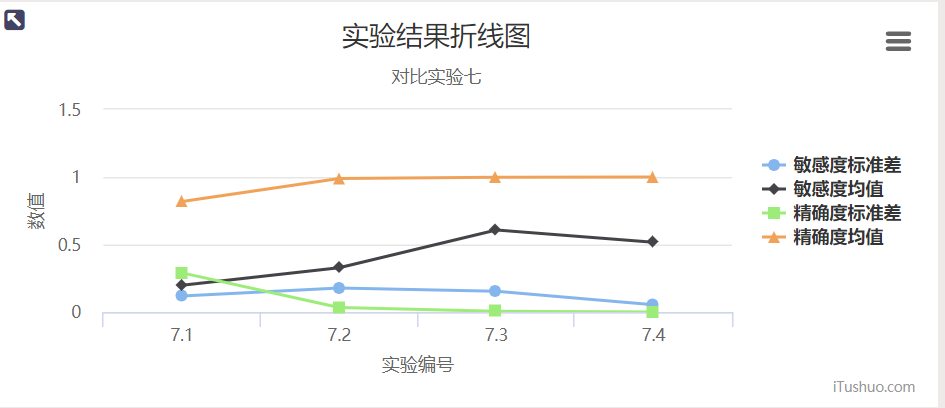 实验结果折线图
对比实验七
1.5
1
0.5
0
数值
7.1
7.2
7.3
7.4
实验编号
敏感度标准差
敏感度均值
精确度标准差
精确度均值
iTushuo.com